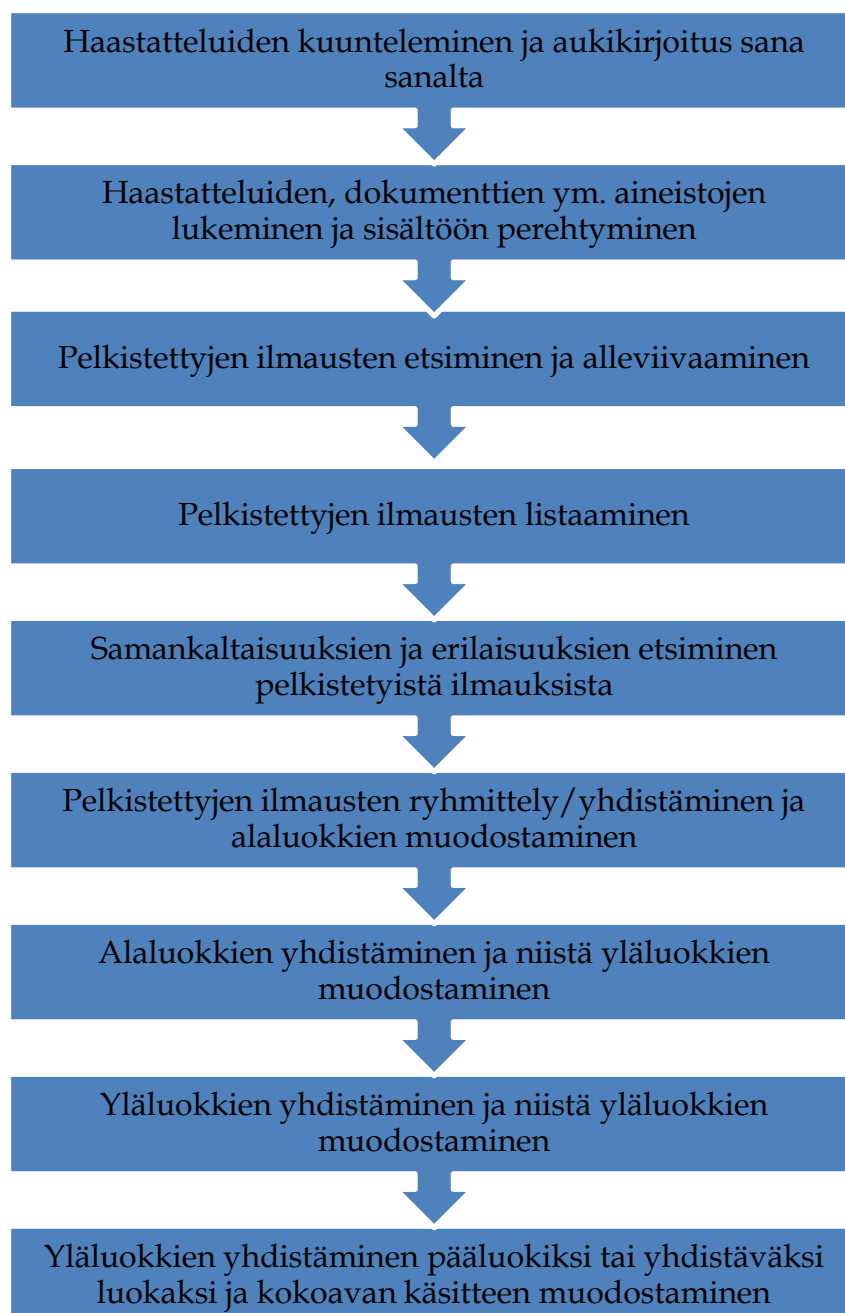 Haastatteluiden kuunteleminen ja aukikirjoitus sana
sanalta
Haastatteluiden, dokumenttien ym. aineistojen
lukeminen ja sisältöön perehtyminen
Pelkistettyjen ilmausten etsiminen ja alleviivaaminen
Pelkistettyjen ilmausten listaaminen
Samankaltaisuuksien ja erilaisuuksien etsiminen
pelkistetyistä ilmauksista
Pelkistettyjen ilmausten ryhmittely/yhdistäminen ja
alaluokkien muodostaminen
Alaluokkien yhdistäminen ja niistä yläluokkien
muodostaminen
Yläluokkien yhdistäminen ja niistä yläluokkien
muodostaminen
Yläluokkien yhdistäminen pääluokiksi tai yhdistäväksi
luokaksi ja kokoavan käsitteen muodostaminen